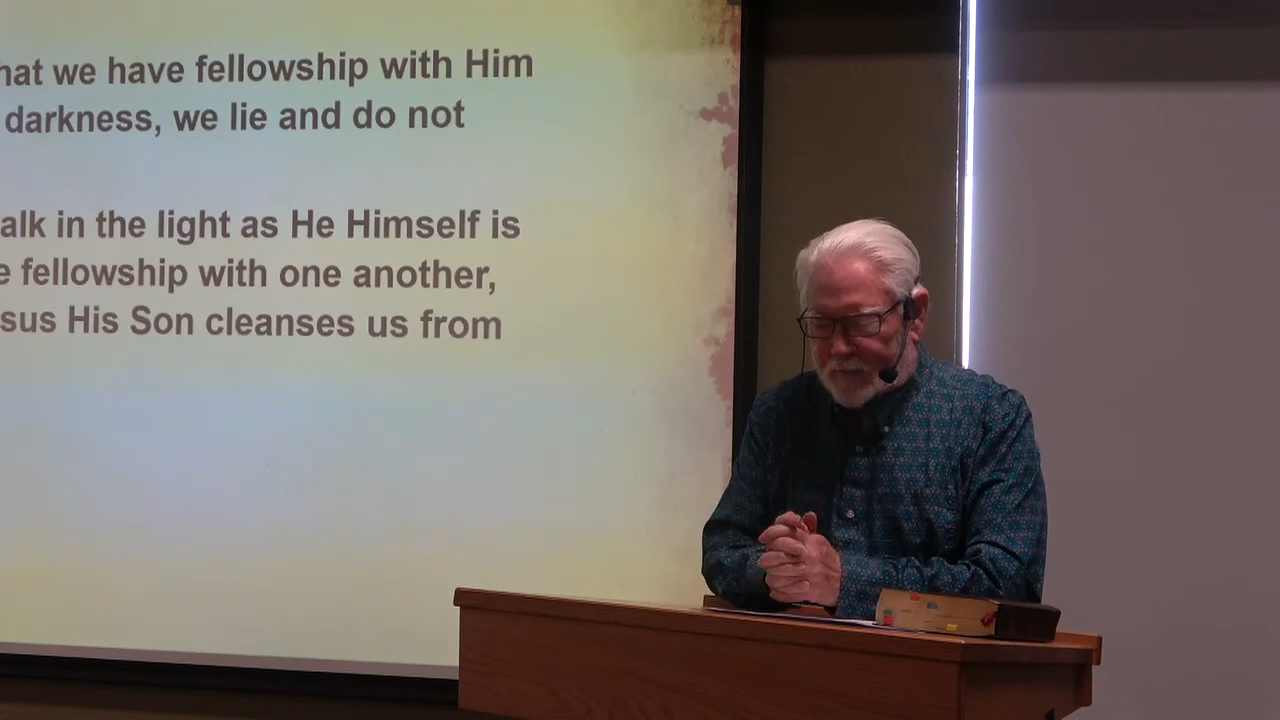 hat we have fellowship with Him
darkness, we lie and do not
alk in the light as He Himself is
e fellowship with one another,
sus His Son cleanses us from